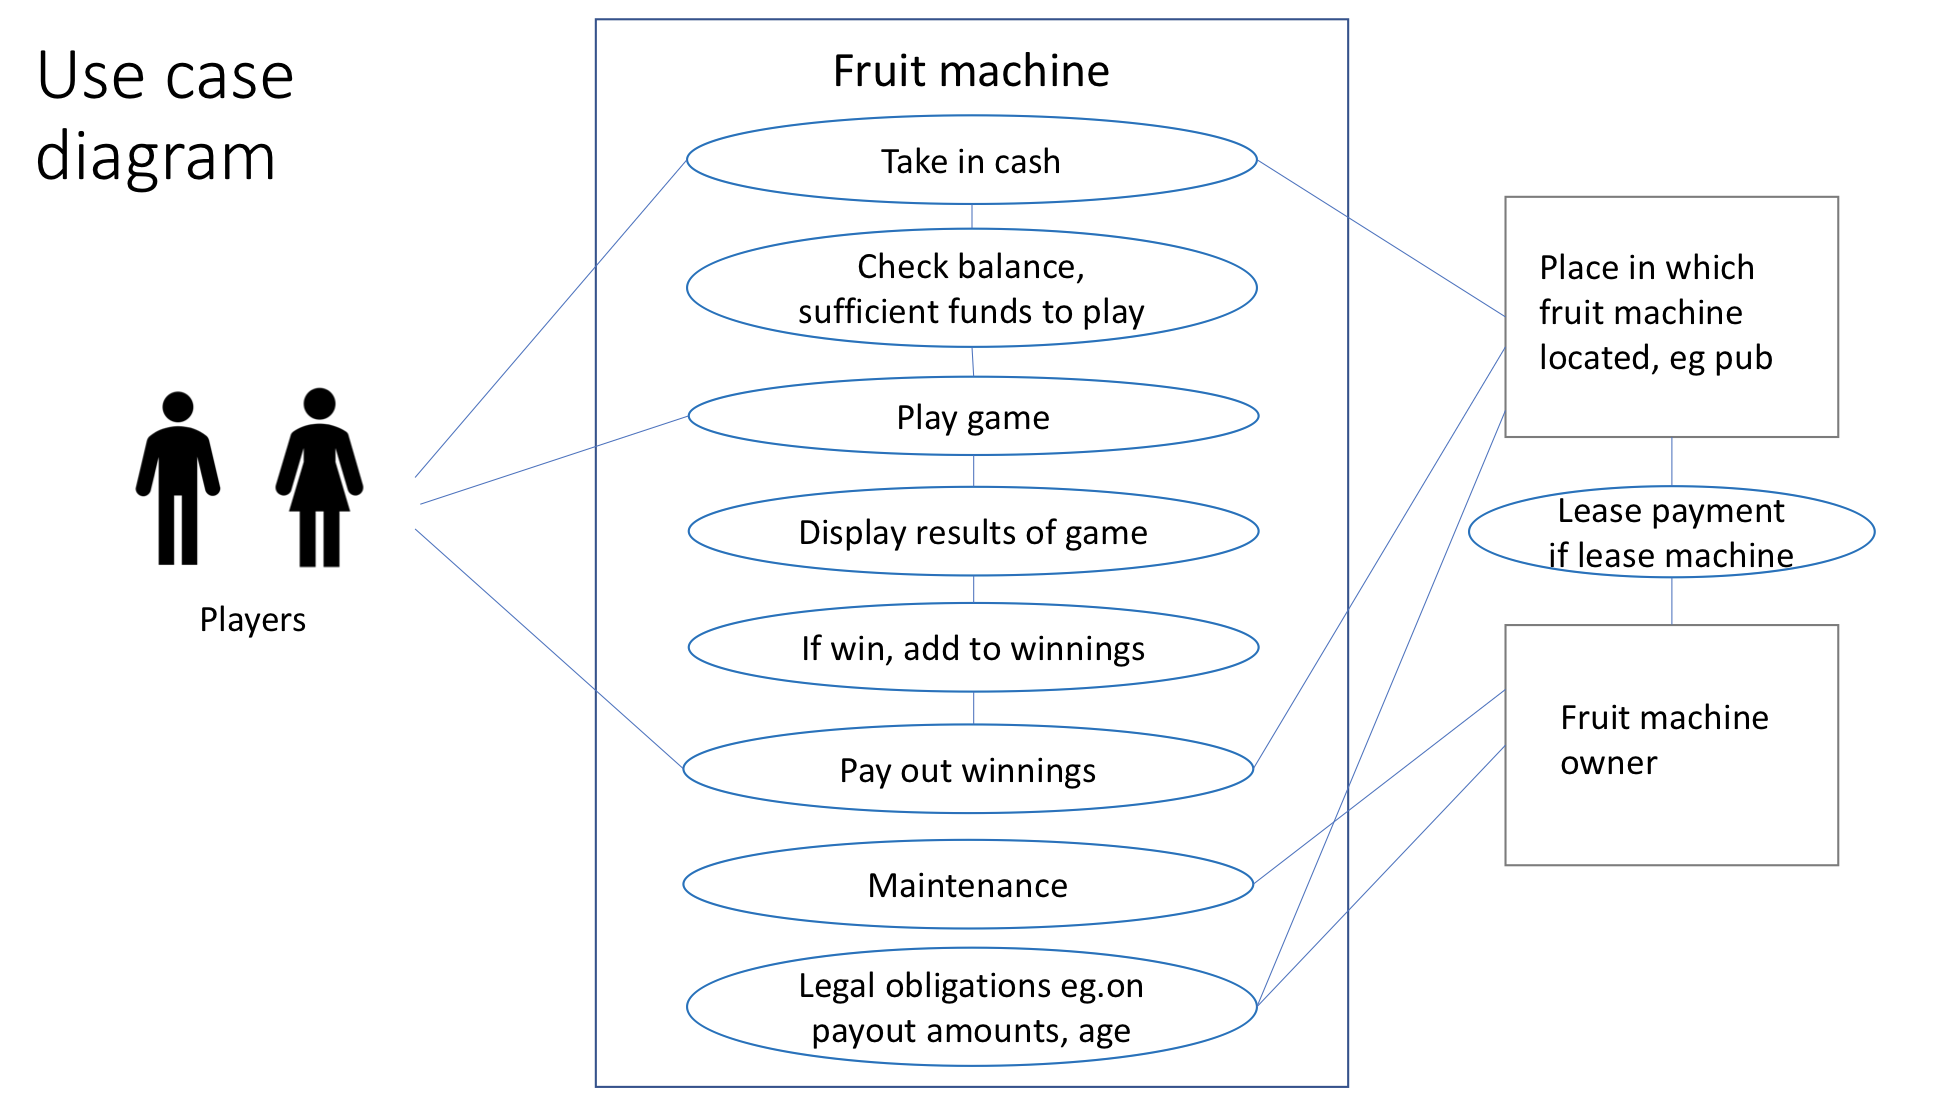 Use case
diagram
Fruit machine
Take in cash
Check balance,
sufficient funds to play
Play game
Display results of game
If win, add to winnings
Pay out winnings
Maintenance
Legal obligations eg.on
payout amounts, age
Players
Place in which
fruit machine
located, eg pub
Lease payment
if lease machine
Fruit machine
owner